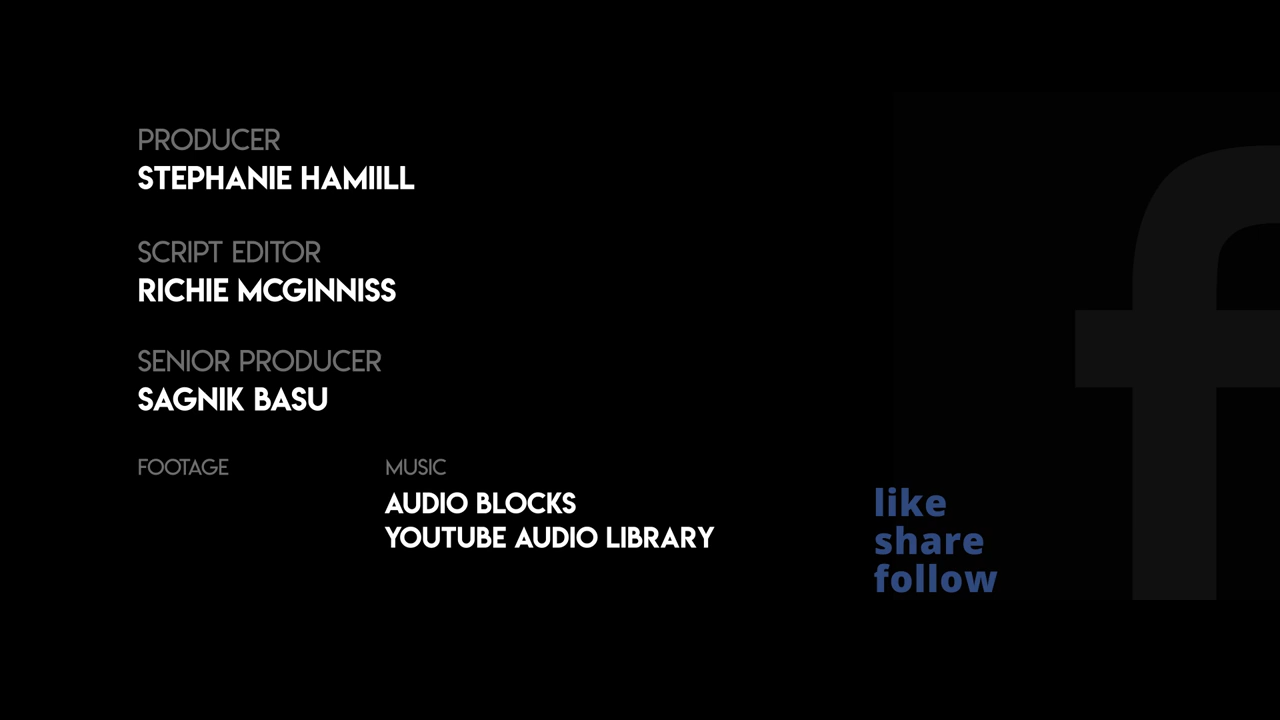 PRODUCER
STEPHANIE HAMIILL
SCRIPT EDITOR
RICHIE MCGINNISS
SENIOR PRODUCER
SAGNIK BASU
FOOTAGE
MUSIC
AUDIO BLOCKS
YOUTUBE AUDIO LIBRARY
like
share
follow
f